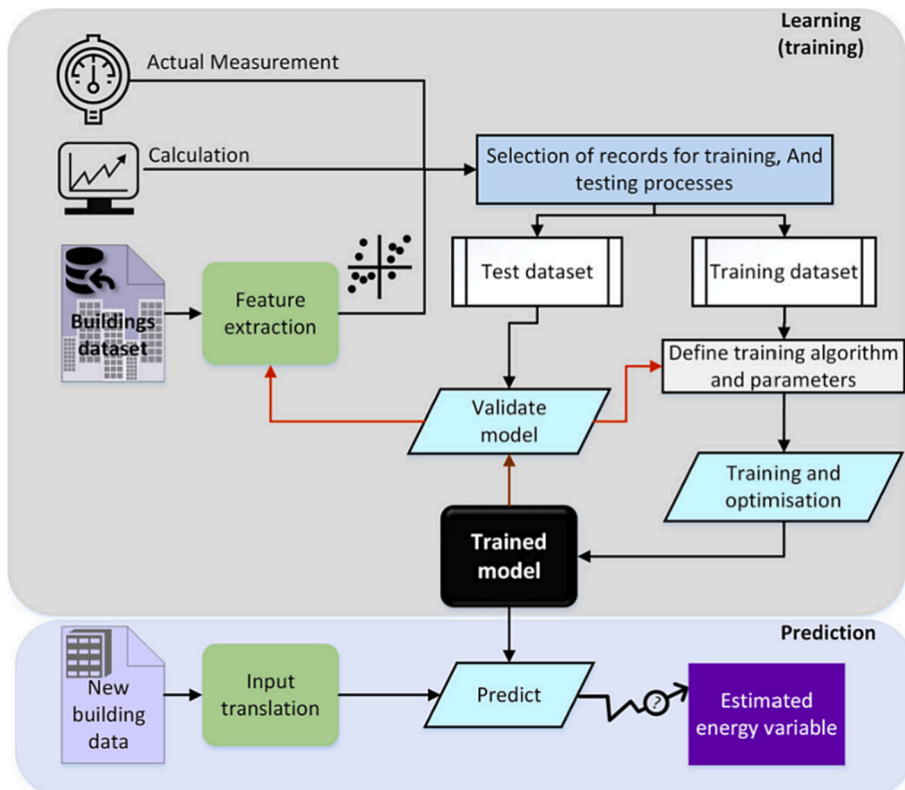 Learning
(training)
Actual Measurement
Calculation
Selection of records for training, And
testing processes
Test dataset
Training dataset
Buildings
dataset
Feature
extraction
Define training algorithm
and parameters
Validate
model
Training and
optimisation
Trained
model
Prediction
New
building
data
Input
translation
Predict
?
Estimated
energy variable